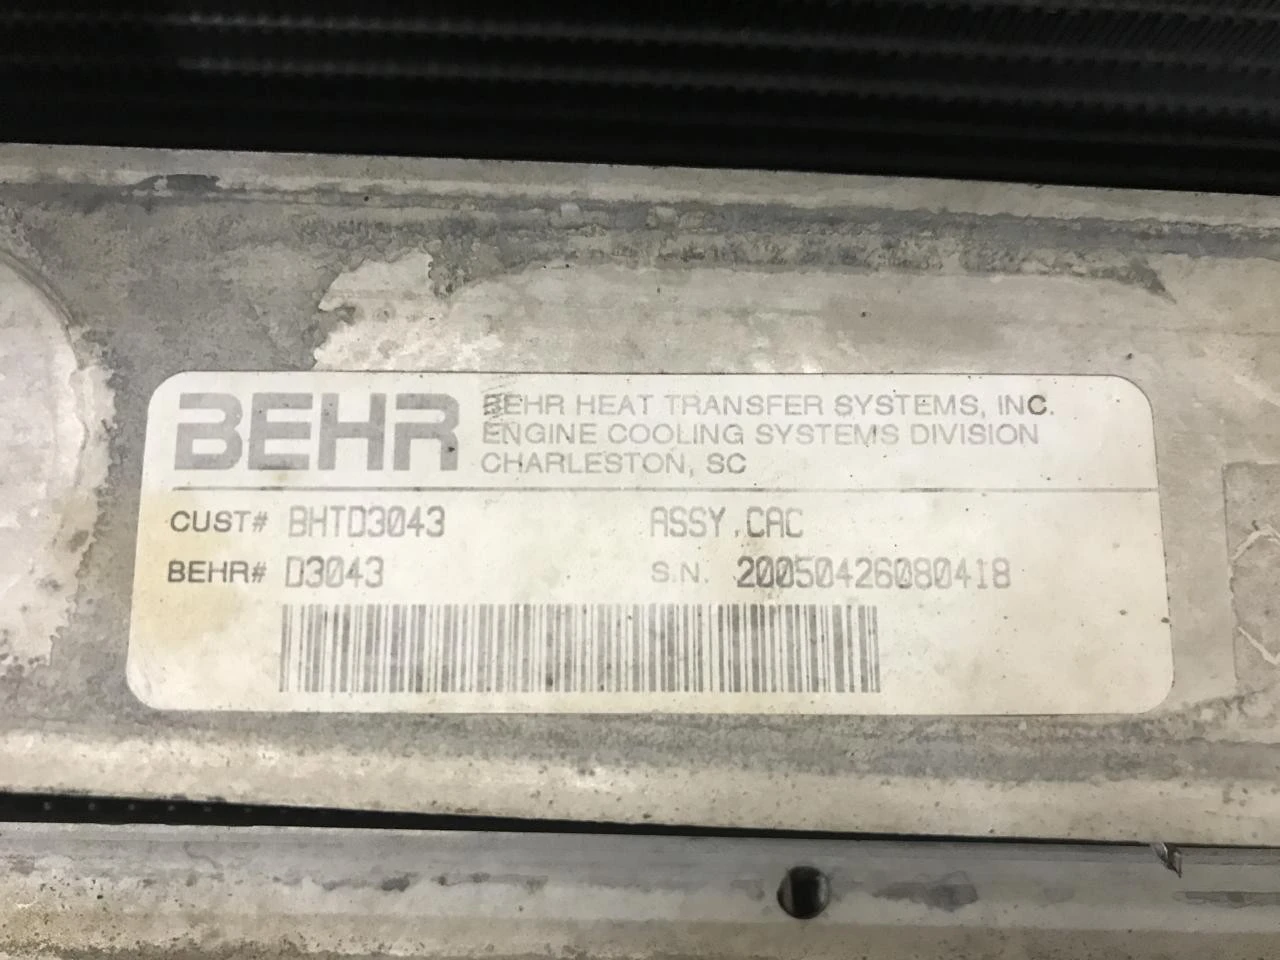 BEHR
BEHR HEAT TRANSFER SYSTEMS, INC.
ENGINE COOLING SYSTEMS DIVISION
CHARLESTON, SC
CUST# BHTD3043 ASSY,CAC
BEHR# D3043 S.N. 20050426080418